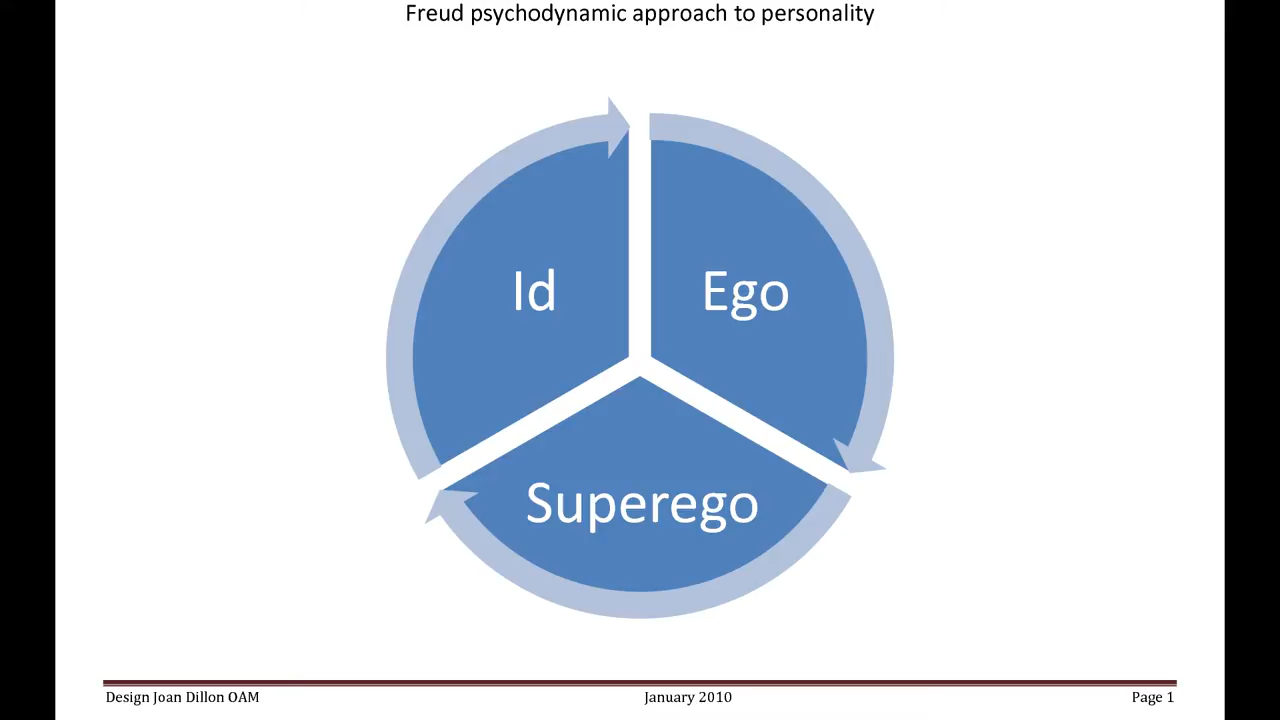 Freud psychodynamic approach to personality
Id
Ego
Superego
Design Joan Dillon OAM January 2010 Page 1